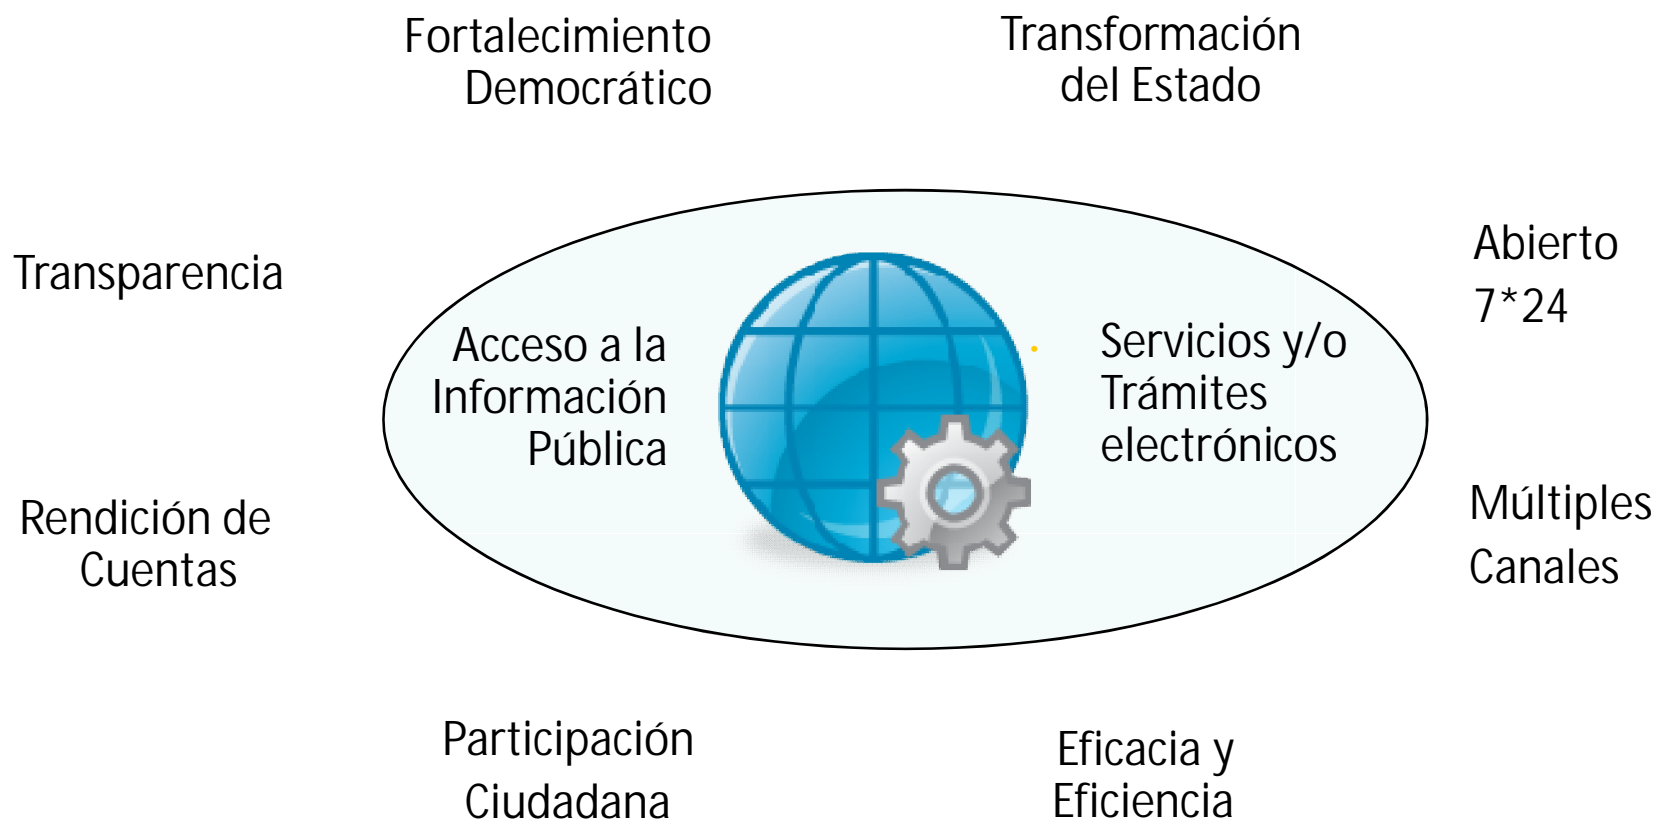 Fortalecimiento
Democrático
Transformación
del Estado
Transparencia
Abierto
7*24
Acceso a la
Información
Pública
Servicios y/o
Trámites
electrónicos
Rendición de
Cuentas
Múltiples
Canales
Participación
Ciudadana
Eficacia y
Eficiencia